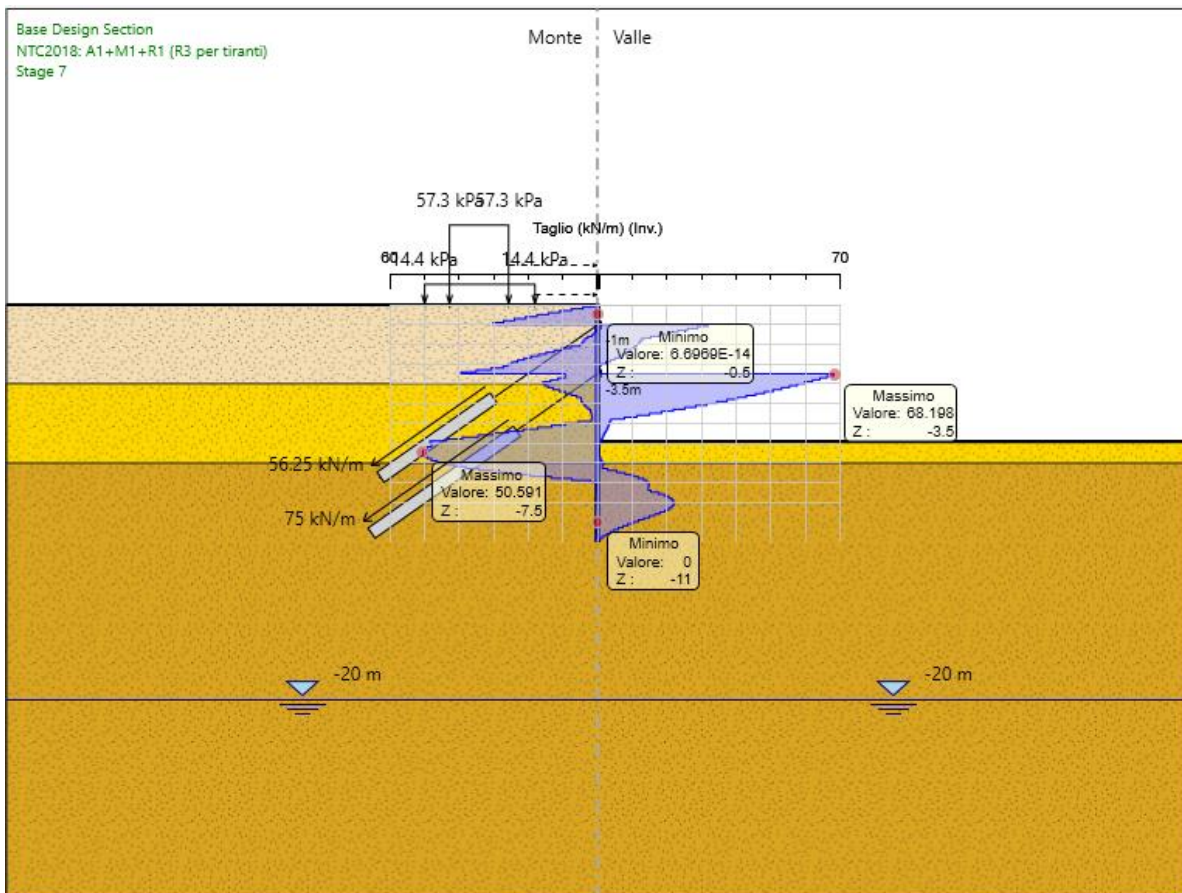 Base Design Section
NTC2018: A1+M1+R1 (R3 per tiranti)
Stage 7
Monte
Valle
57.3 kPa
57.3 kPa
Taglio (kN/m) (Inv.)
60
14.4 kPa
14.4 kPa
70
-1m
Minimo
Valore: 6.6969E-14
Z : -0.5
-3.5m
Massimo
Valore: 68.198
Z : -3.5
56.25 kN/m
Massimo
Valore: 50.591
Z : -7.5
75 kN/m
Minimo
Valore: 0
Z : -11
-20 m
-20 m